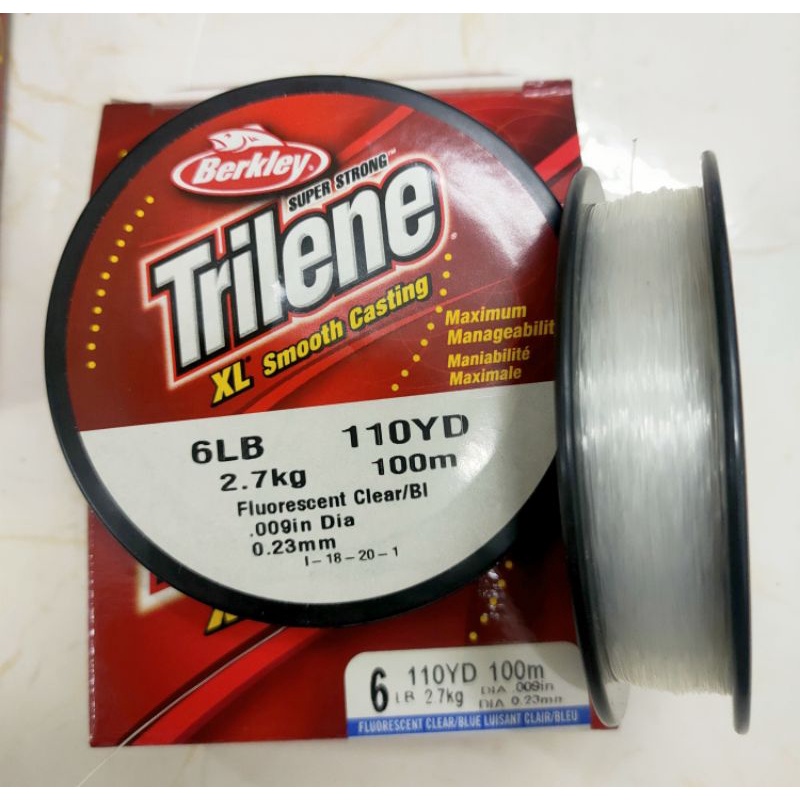 Berkley
SUPER STRONG™
Trilene
XL® Smooth Casting
Maximum
Manageabilit
Maniabilité
Maximale
6LB 110YD
2.7kg 100m
Fluorescent Clear/Bl
.009in Dia
0.23mm
I-18-20-1
6 110YD 100m
LB 2.7kg DIA .009in
DIA 0.23mm
FLUORESCENT CLEAR/BLUE LUISANT CLAIR/BLEU